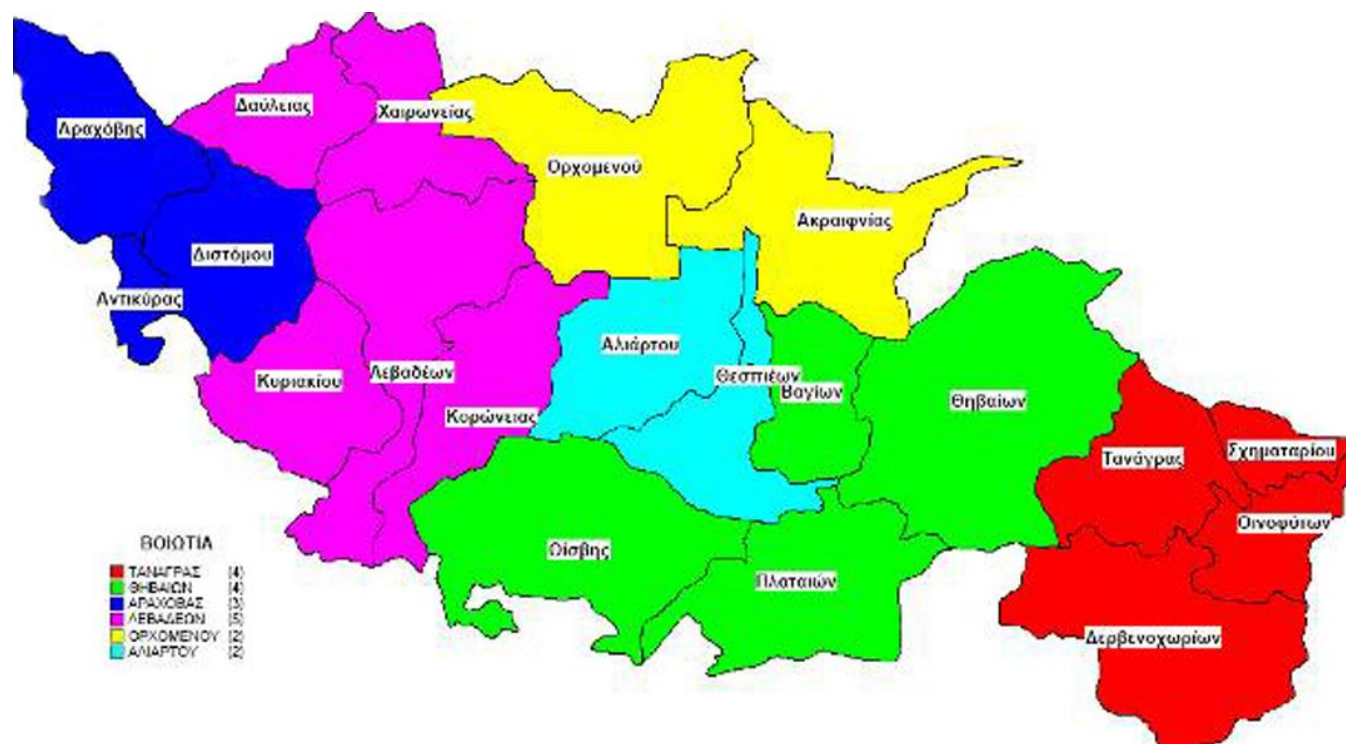 Δαύλειας
Χαιρωνείας
Αραχόβης
Ορχομενού
Ακραιφνίας
Διστόμου
Αντικύρας
Αλιάρτου
Λεβαδέων
Θεσπιέων
Κυριακίου
Βαγίων
Θηβαίων
Κορώνειας
Τανάγρας
Σχηματαρίου
Οινοφύτων
Θίσβης
Πλαταιών
Δερβενοχωρίων
ΒΟΙΩΤΙΑ
ΤΑΝΑΓΡΑΣ (4)
ΘΗΒΑΙΩΝ (4)
ΑΡΑΧΟΒΑΣ (3)
ΛΕΒΑΔΕΩΝ (5)
ΟΡΧΟΜΕΝΟΥ (2)
ΑΛΙΑΡΤΟΥ (2)